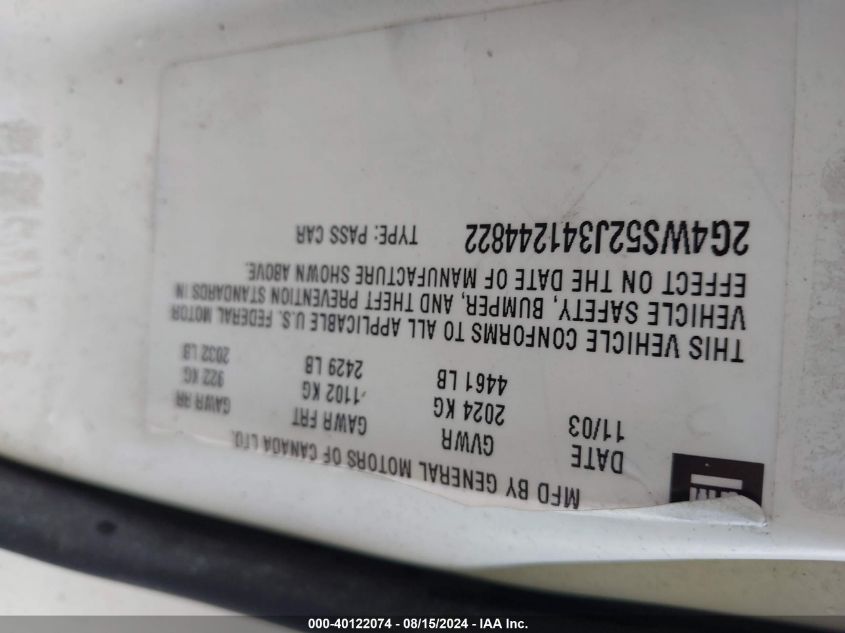 MFD BY GENERAL MOTORS OF CANADA LTD.
DATE GVWR GAWR FRT GAWR RR
11/03 2024 KG 1102 KG 922 KG
4461 LB 2429 LB 2032 LB
THIS VEHICLE CONFORMS TO ALL APPLICABLE U.S. FEDERAL MOTOR
VEHICLE SAFETY, BUMPER, AND THEFT PREVENTION STANDARDS IN
EFFECT ON THE DATE OF MANUFACTURE SHOWN ABOVE.
2G4WS52J341244822 TYPE: PASS CAR
000-40122074 - 08/15/2024 - IAA Inc.